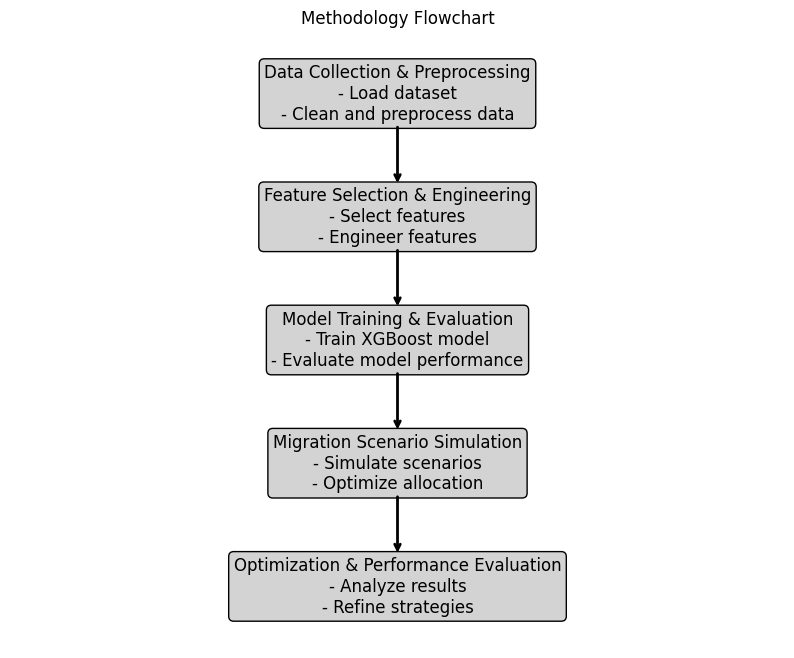 Methodology Flowchart
Data Collection & Preprocessing
- Load dataset
- Clean and preprocess data
Feature Selection & Engineering
- Select features
- Engineer features
Model Training & Evaluation
- Train XGBoost model
- Evaluate model performance
Migration Scenario Simulation
- Simulate scenarios
- Optimize allocation
Optimization & Performance Evaluation
- Analyze results
- Refine strategies